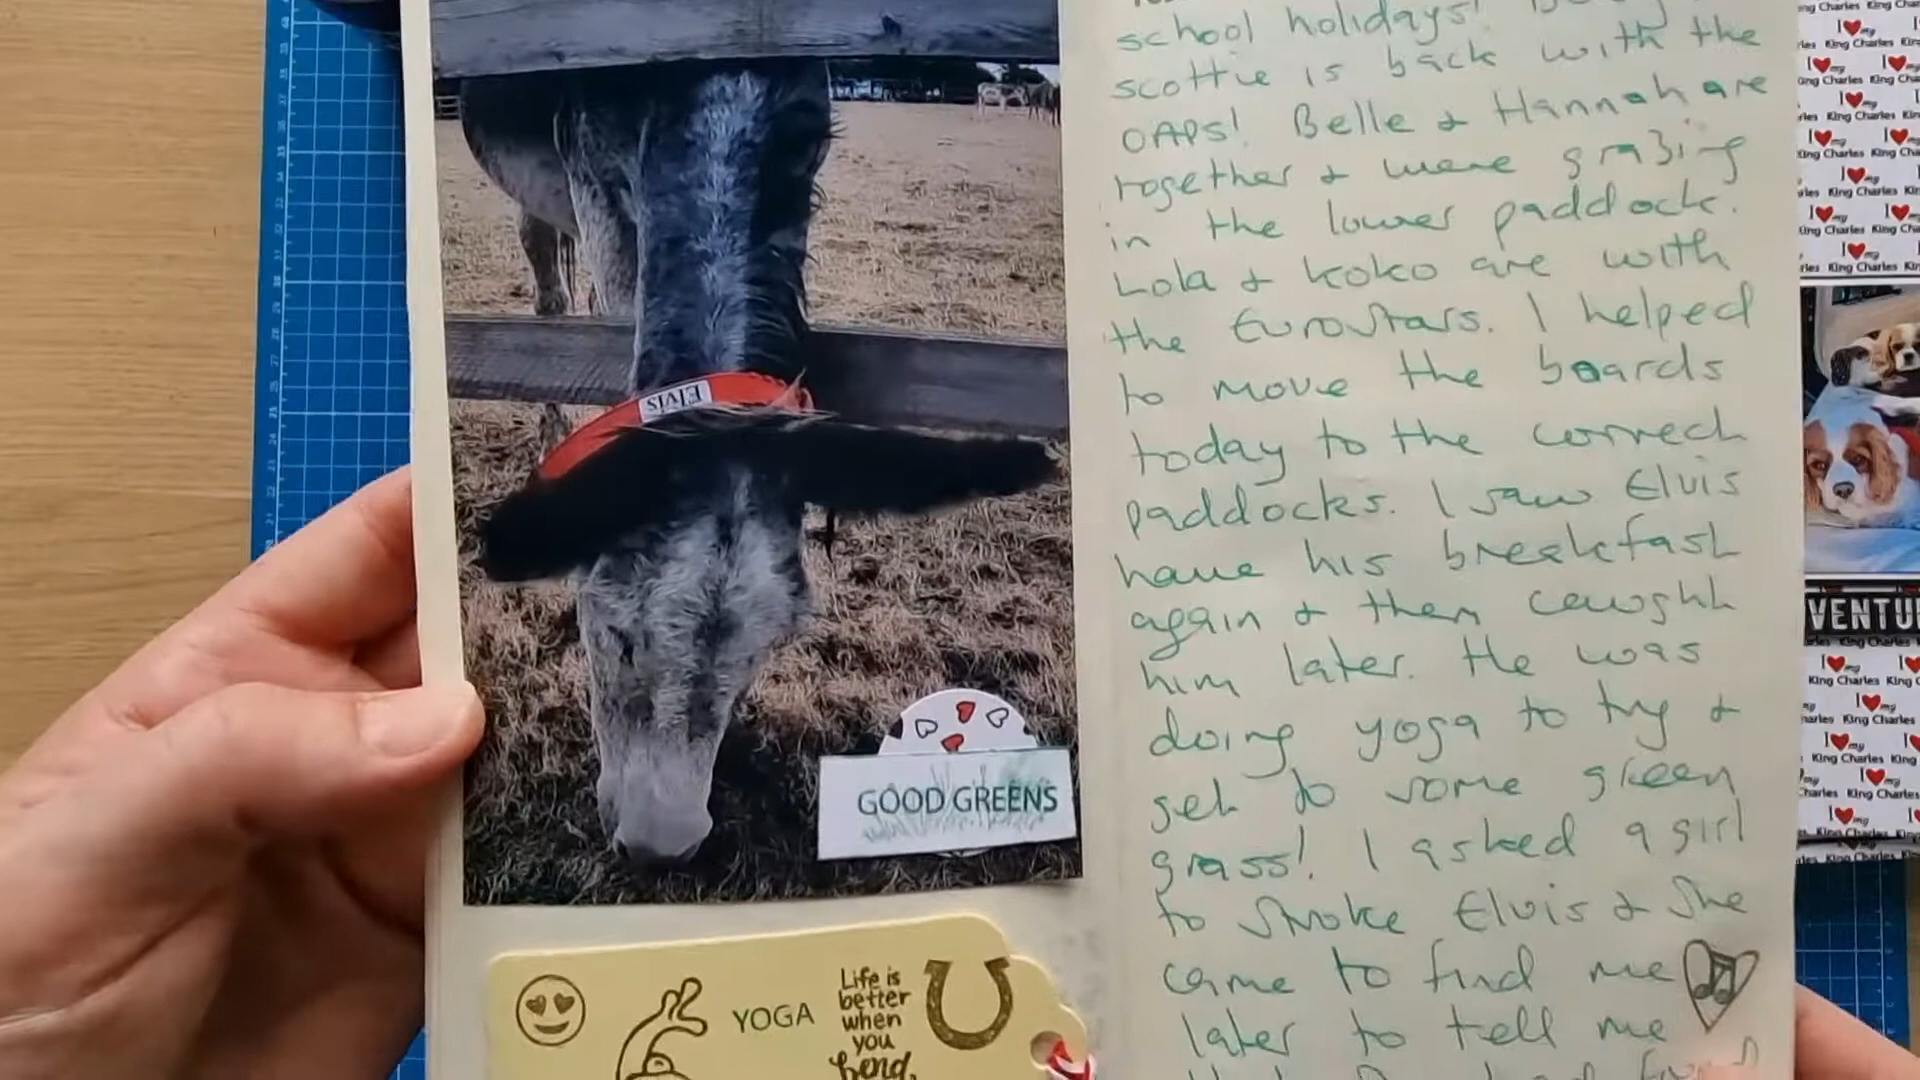 school holidays!
scottie is back with the
OAPS! Belle & Hannah are
together & were grazing
in the lower paddock.
Lola & Koko are with
the Eurostars. I helped
to move the boards
today to the correct
paddocks. I saw Elvis
have his breakfast
again & then caught
him later. He was
doing yoga to try &
get to some green
grass! I asked a girl
to stroke Elvis & she
came to find me
later to tell me
Elvis
GOOD GREENS
YOGA
Life is
better
when
you
bend
I ❤ my
King Charles
VENTU